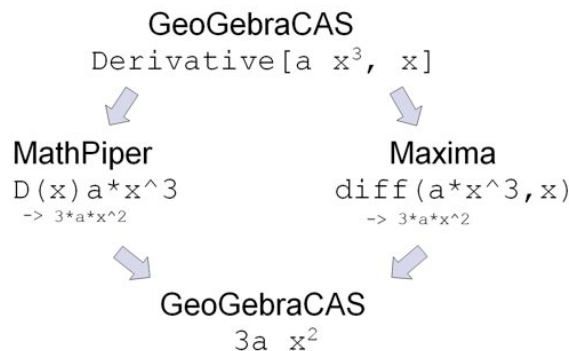 GeoGebraCAS
Derivative[a x³, x]
MathPiper
D(x)a*x^3
-> 3*a*x^2
Maxima
diff(a*x^3,x)
-> 3*a*x^2
GeoGebraCAS
3a x²